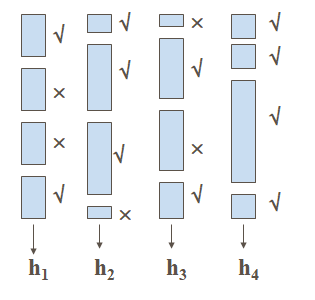 √ √ × √
× √ √ √
× √ × √
√ × √ √
h₁ h₂ h₃ h₄